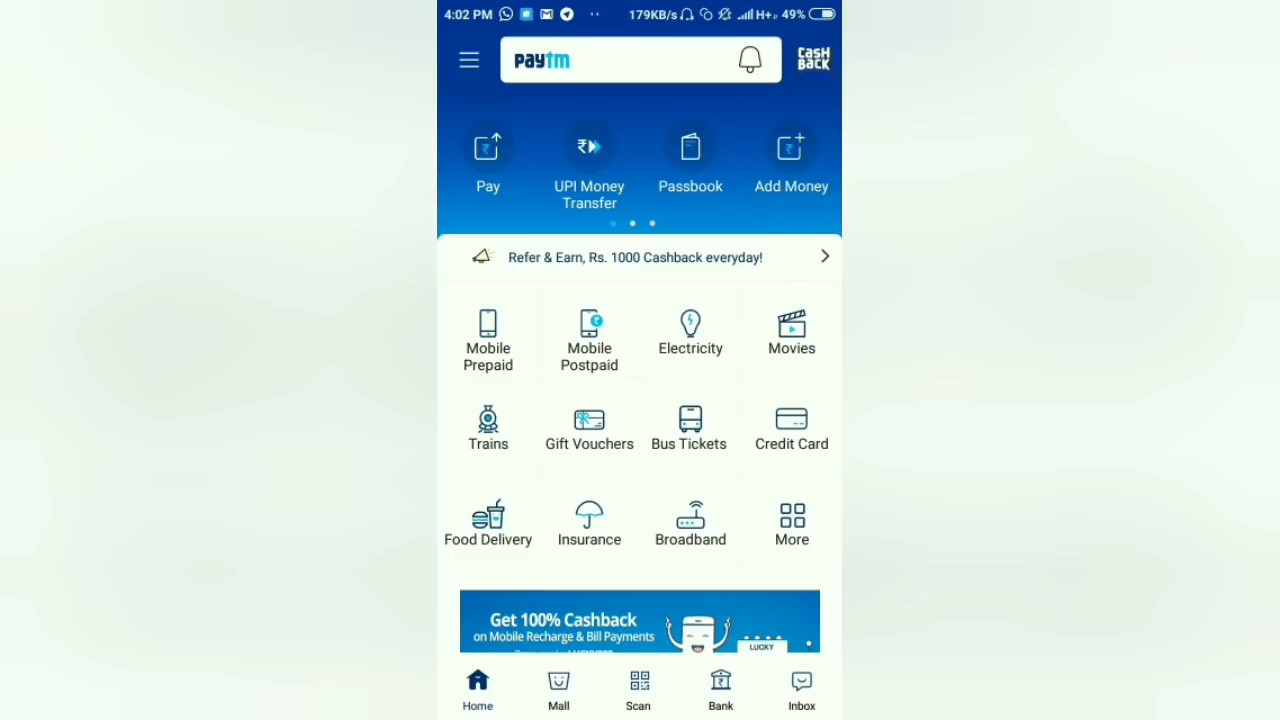 4:02 PM 179KB/s H+ 49%
paytm CASH BACK
Pay UPI Money Transfer Passbook Add Money
Refer & Earn, Rs. 1000 Cashback everyday!
Mobile Prepaid Mobile Postpaid Electricity Movies
Trains Gift Vouchers Bus Tickets Credit Card
Food Delivery Insurance Broadband More
Get 100% Cashback
on Mobile Recharge & Bill Payments
LUCKY
Home Mall Scan Bank Inbox